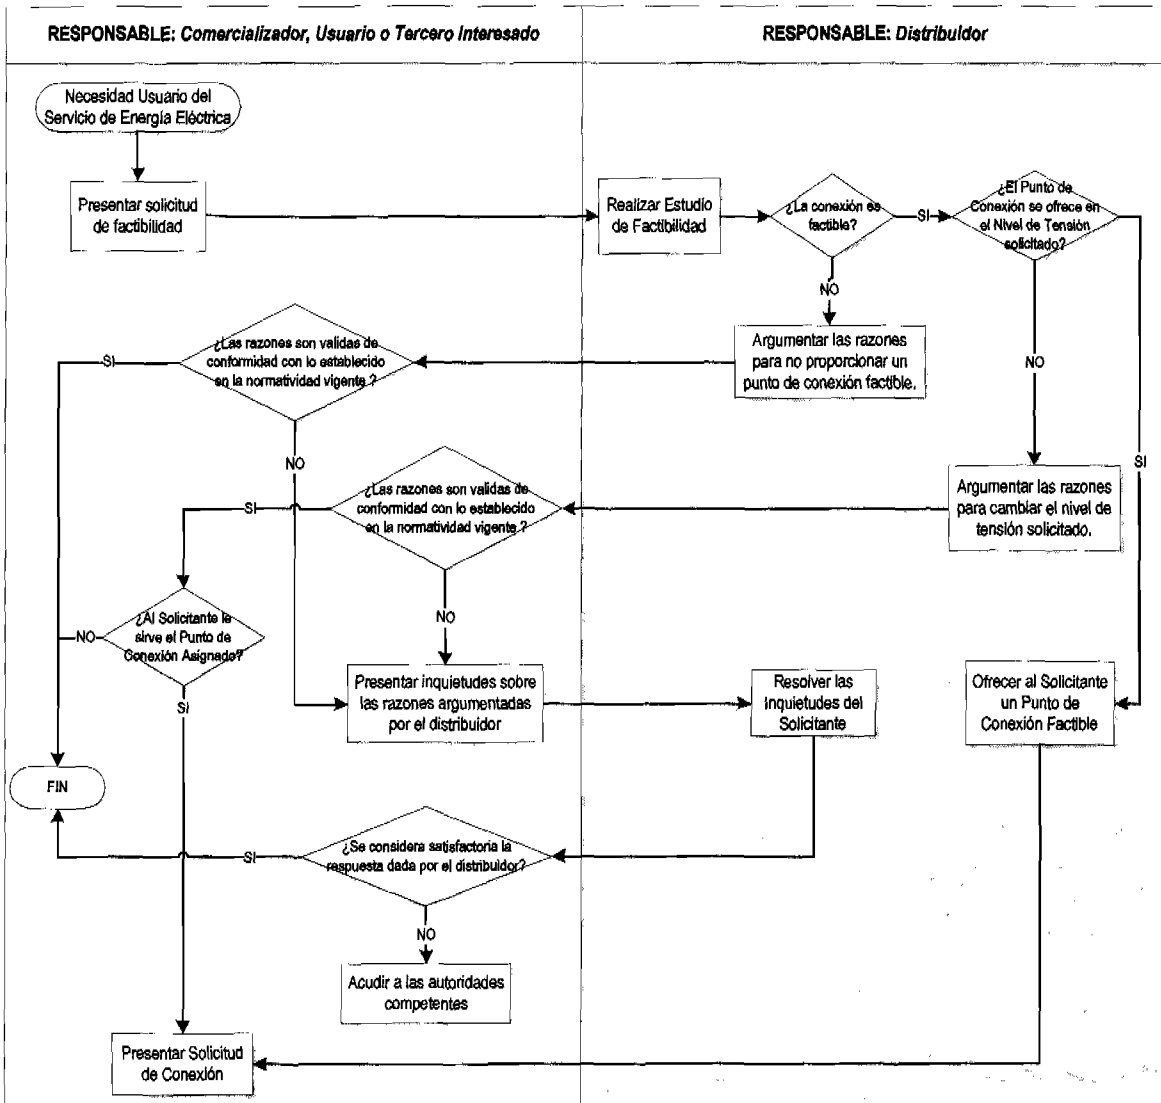 RESPONSABLE: Comercializador, Usuario o Tercero Interesado
RESPONSABLE: Distribuidor
Necesidad Usuario del
Servicio de Energía Eléctrica
Presentar solicitud
de factibilidad
Realizar Estudio
de Factibilidad
¿La conexión es
factible?
SI
¿El Punto de
Conexión se ofrece en
el Nivel de Tensión
solicitado?
NO
Argumentar las razones
para no proporcionar un
punto de conexión factible.
NO
SI
¿Las razones son validas de
conformidad con lo establecido
en la normatividad vigente ?
SI
NO
Argumentar las razones
para cambiar el nivel de
tensión solicitado.
¿Las razones son validas de
conformidad con lo establecido
en la normatividad vigente ?
SI
NO
¿Al Solicitante le
sirve el Punto de
Conexión Asignado?
NO
SI
Presentar inquietudes sobre
las razones argumentadas
por el distribuidor
Resolver las
Inquietudes del
Solicitante
Ofrecer al Solicitante
un Punto de
Conexión Factible
FIN
¿Se considera satisfactoria la
respuesta dada por el distribuidor?
SI
NO
Acudir a las autoridades
competentes
Presentar Solicitud
de Conexión